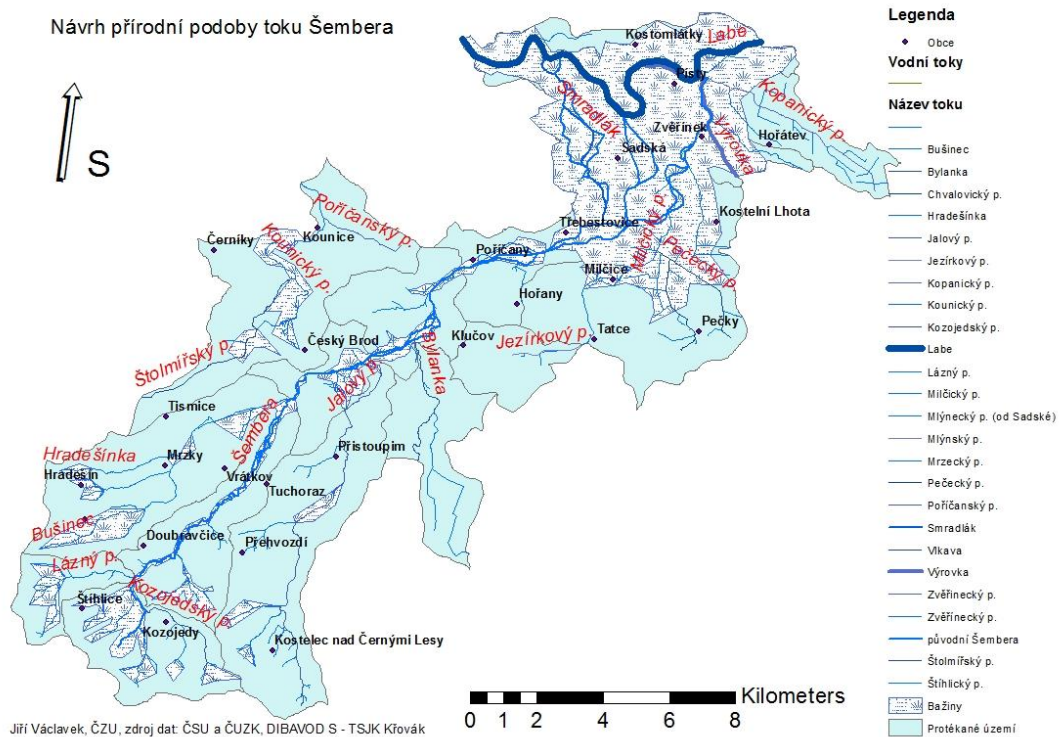 Návrh přírodní podoby toku Šembera
S
Kostomlátky
Labe
Písty
Smradlák
Kopanický p.
Zvěřínek
Výrovka
Hořátev
Sadská
Poříčanský p.
Kounice
Černíky
Kounický p.
Třebestovice
Milčický p.
Kostelní Lhota
Poříčany
Pečecký p.
Milčice
Hořany
Pečky
Tatce
Jezírkový p.
Klučov
Český Brod
Bylanka
Štolmířský p.
Jalový p.
Tismice
Šembera
Přistoupim
Hradešínka
Mrzky
Vrátkov
Hradešín
Tuchoraz
Bušinec
Doubravčice
Přehvozdí
Lázný p.
Kozojedský p.
Štíhlice
Kozojedy
Kostelec nad Černými Lesy
Kilometers
0 1 2 4 6 8
Jiří Václavek, ČZU, zdroj dat: ČSU a ČUZK, DIBAVOD S - TSJK Křovák
Legenda
Obce
Vodní toky
Název toku
Bušinec
Bylanka
Chvalovický p.
Hradešínka
Jalový p.
Jezírkový p.
Kopanický p.
Kounický p.
Kozojedský p.
Labe
Lázný p.
Milčický p.
Mlýnecký p. (od Sadské)
Mlýnský p.
Mrzecký p.
Pečecký p.
Poříčanský p.
Smradlák
Vlkava
Výrovka
Zvěřinecký p.
Zvěřínecký p.
původní Šembera
Štolmířský p.
Štíhlický p.
Bažiny
Protékané území